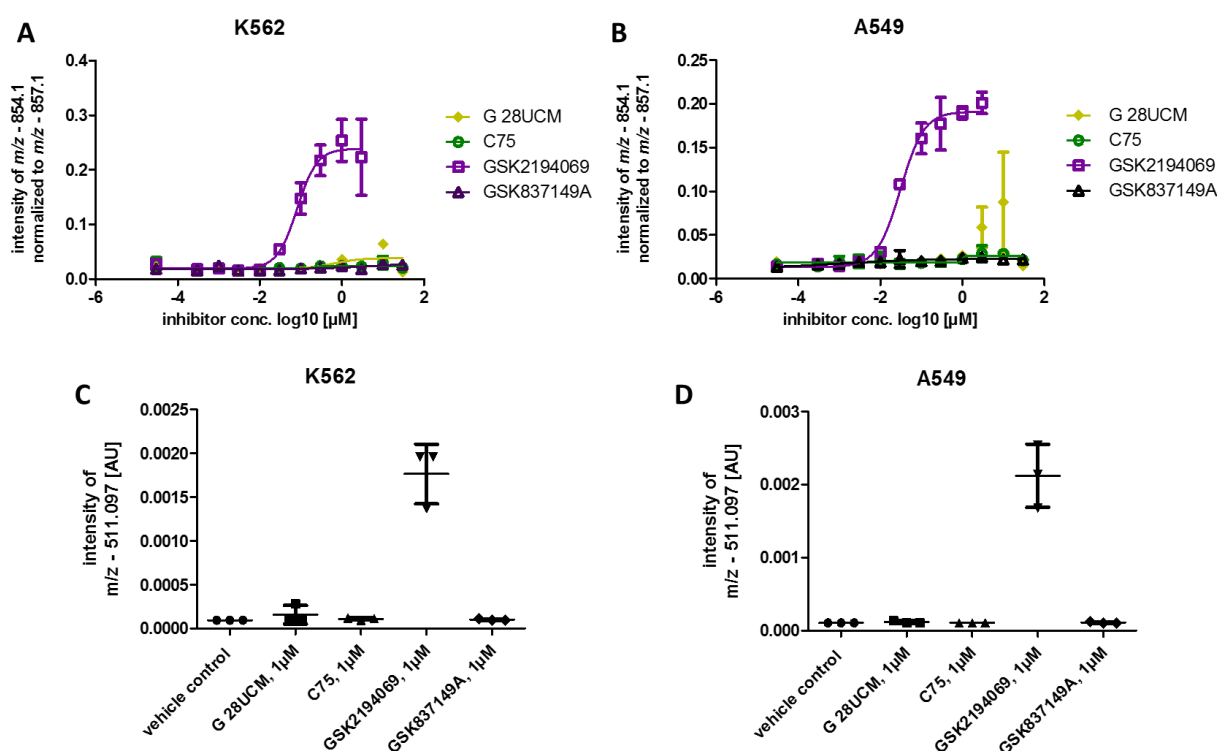 A
K562
intensity of m/z - 854.1
normalized to m/z - 857.1
0.4
0.3
0.2
0.1
0.0
-6
-4
-2
0
2
inhibitor conc. log10 [µM]
G 28UCM
C75
GSK2194069
GSK837149A
B
A549
intensity of m/z - 854.1
normalized to m/z - 857.1
0.25
0.20
0.15
0.10
0.05
0.00
-6
-4
-2
0
2
inhibitor conc. log10 [µM]
G 28UCM
C75
GSK2194069
GSK837149A
C
K562
intensity of
m/z - 511.097 [AU]
0.0025
0.0020
0.0015
0.0010
0.0005
0.0000
vehicle control
G 28UCM, 1µM
C75, 1µM
GSK2194069, 1µM
GSK837149A, 1µM
D
A549
intensity of
m/z - 511.097 [AU]
0.003
0.002
0.001
0.000
vehicle control
G 28UCM, 1µM
C75, 1µM
GSK2194069, 1µM
GSK837149A, 1µM